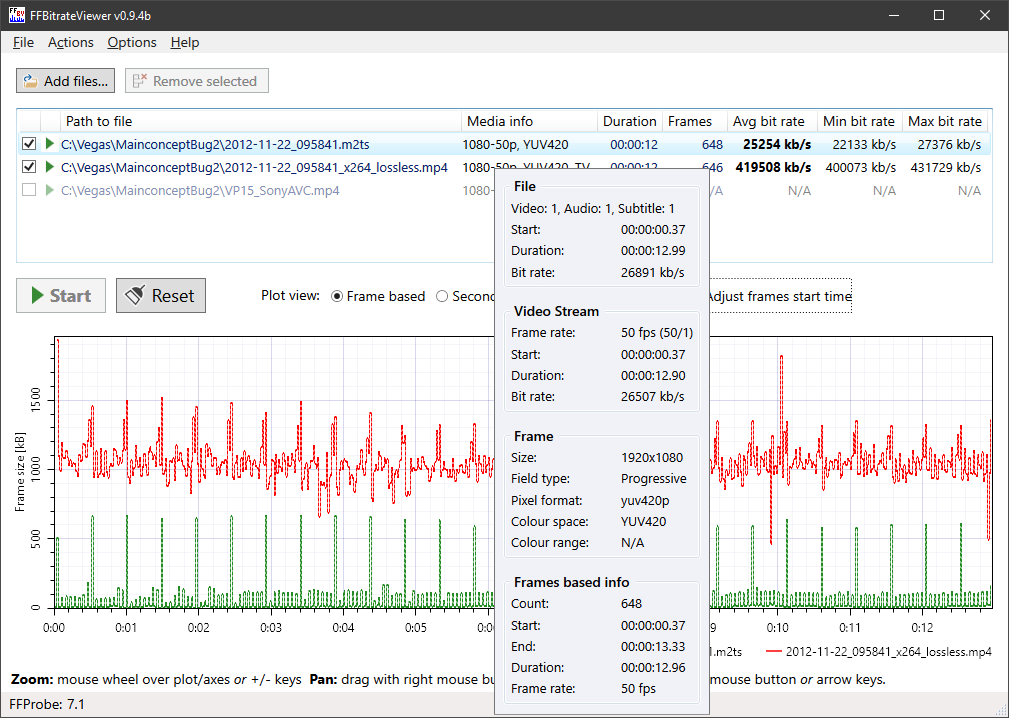 FFBitrateViewer v0.9.4b
File Actions Options Help
Add files... Remove selected
Path to file Media info Duration Frames Avg bit rate Min bit rate Max bit rate
C:\Vegas\MainconceptBug2\2012-11-22_095841.m2ts 1080-50p, YUV420 00:00:12 648 25254 kb/s 22133 kb/s 27376 kb/s
C:\Vegas\MainconceptBug2\2012-11-22_095841_x264_lossless.mp4 1080-50p, YUV420, TV 00:00:12 646 419508 kb/s 400073 kb/s 431729 kb/s
C:\Vegas\MainconceptBug2\VP15_SonyAVC.mp4 1080- /A N/A N/A N/A
File
Video: 1, Audio: 1, Subtitle: 1
Start: 00:00:00.37
Duration: 00:00:12.99
Bit rate: 26891 kb/s
Start Reset Plot view: Frame based Second Adjust frames start time
Video Stream
Frame rate: 50 fps (50/1)
Start: 00:00:00.37
Duration: 00:00:12.90
Bit rate: 26507 kb/s
Frame
Size: 1920x1080
Field type: Progressive
Pixel format: yuv420p
Colour space: YUV420
Colour range: N/A
Frames based info
Count: 648
Start: 00:00:00.37
End: 00:00:13.33
Duration: 00:00:12.96
Frame rate: 50 fps
Frame size [kB]
1500
1000
500
0
0:00 0:01 0:02 0:03 0:04 0:05 0:0 9 0:10 0:11 0:12
1.m2ts 2012-11-22_095841_x264_lossless.mp4
Zoom: mouse wheel over plot/axes or +/- keys Pan: drag with right mouse bu mouse button or arrow keys.
FFProbe: 7.1